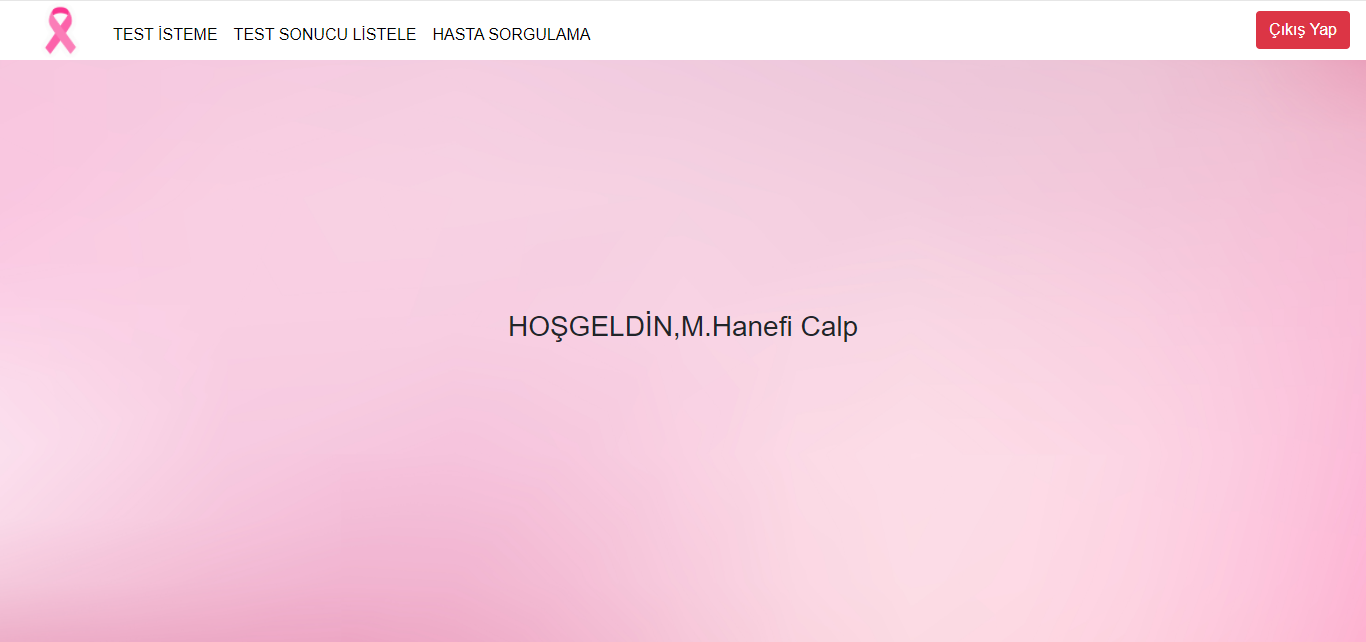 TEST İSTEME TEST SONUCU LİSTELE HASTA SORGULAMA Çıkış Yap
HOŞGELDİN,M.Hanefi Calp